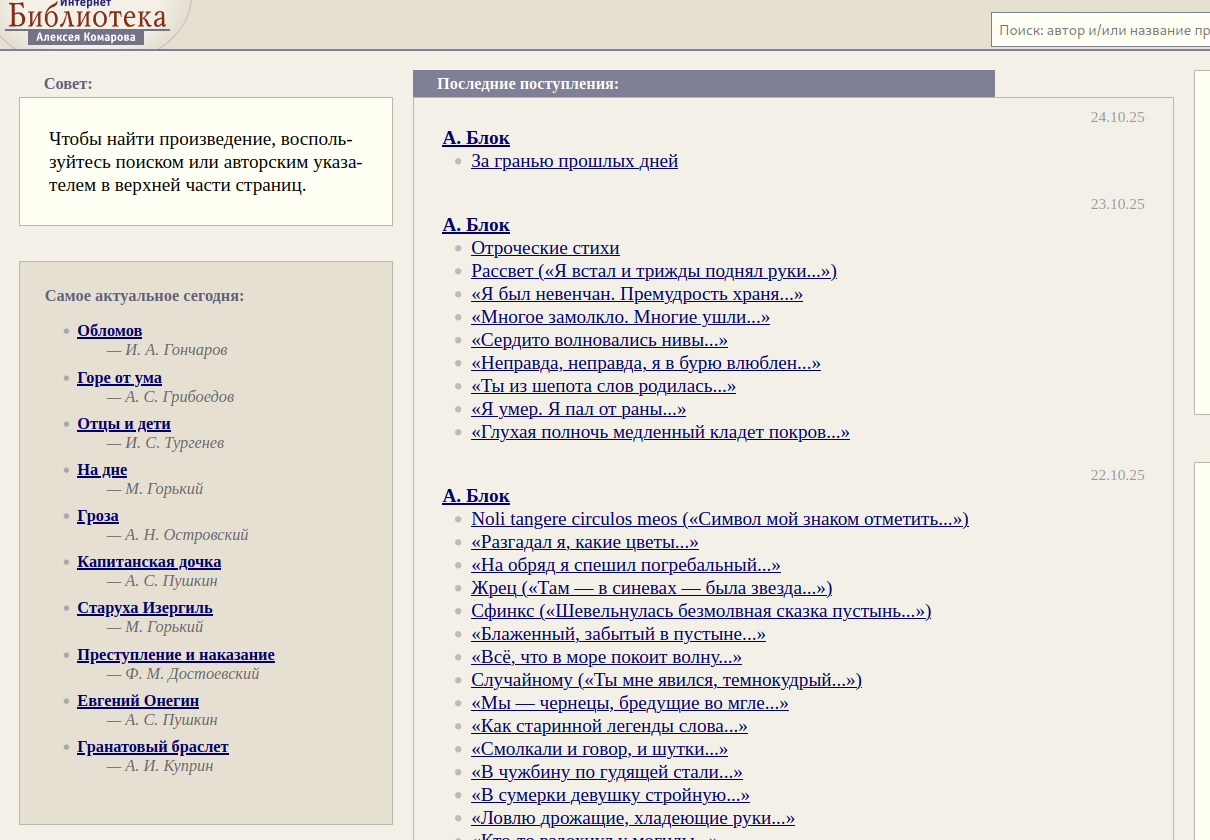 Интернет
Библиотека
Алексея Комарова
Поиск: автор и/или название
Совет:
Чтобы найти произведение, восполь-
зуйтесь поиском или авторским указа-
телем в верхней части страниц.
Самое актуальное сегодня:
Обломов
— И. А. Гончаров
Горе от ума
— А. С. Грибоедов
Отцы и дети
— И. С. Тургенев
На дне
— М. Горький
Гроза
— А. Н. Островский
Капитанская дочка
— А. С. Пушкин
Старуха Изергиль
— М. Горький
Преступление и наказание
— Ф. М. Достоевский
Евгений Онегин
— А. С. Пушкин
Гранатовый браслет
— А. И. Куприн
Последние поступления:
24.10.25
А. Блок
За гранью прошлых дней
23.10.25
А. Блок
Отроческие стихи
Рассвет («Я встал и трижды поднял руки...»)
«Я был невенчан. Премудрость храня...»
«Многое замолкло. Многие ушли...»
«Сердито волновались нивы...»
«Неправда, неправда, я в бурю влюблен...»
«Ты из шепота слов родилась...»
«Я умер. Я пал от раны...»
«Глухая полночь медленный кладет покров...»
22.10.25
А. Блок
Noli tangere circulos meos («Символ мой знаком отметить...»)
«Разгадал я, какие цветы...»
«На обряд я спешил погребальный...»
Жрец («Там — в синевах — была звезда...»)
Сфинкс («Шевельнулась безмолвная сказка пустынь...»)
«Блаженный, забытый в пустыне...»
«Всё, что в море покоит волну...»
Случайному («Ты мне явился, темнокудрый...»)
«Мы — чернецы, бредущие во мгле...»
«Как старинной легенды слова...»
«Смолкали и говор, и шутки...»
«В чужбину по гудящей стали...»
«В сумерки девушку стройную...»
«Ловлю дрожащие, хладеющие руки...»